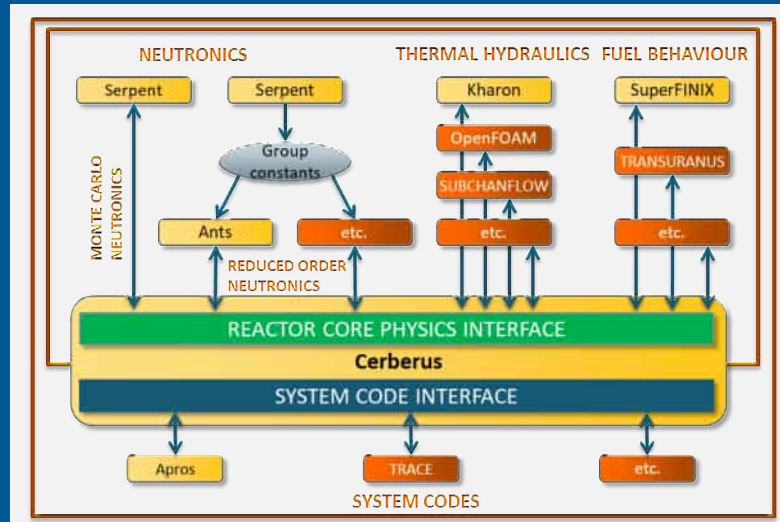 NEUTRONICS
THERMAL HYDRAULICS
FUEL BEHAVIOUR
Serpent
Serpent
Kharon
SuperFINIX
OpenFOAM
Group
constants
TRANSURANUS
SUBCHANFLOW
MONTE CARLO
NEUTRONICS
Ants
etc.
etc.
etc.
REDUCED ORDER
NEUTRONICS
REACTOR CORE PHYSICS INTERFACE
Cerberus
SYSTEM CODE INTERFACE
Apros
TRACE
etc.
SYSTEM CODES